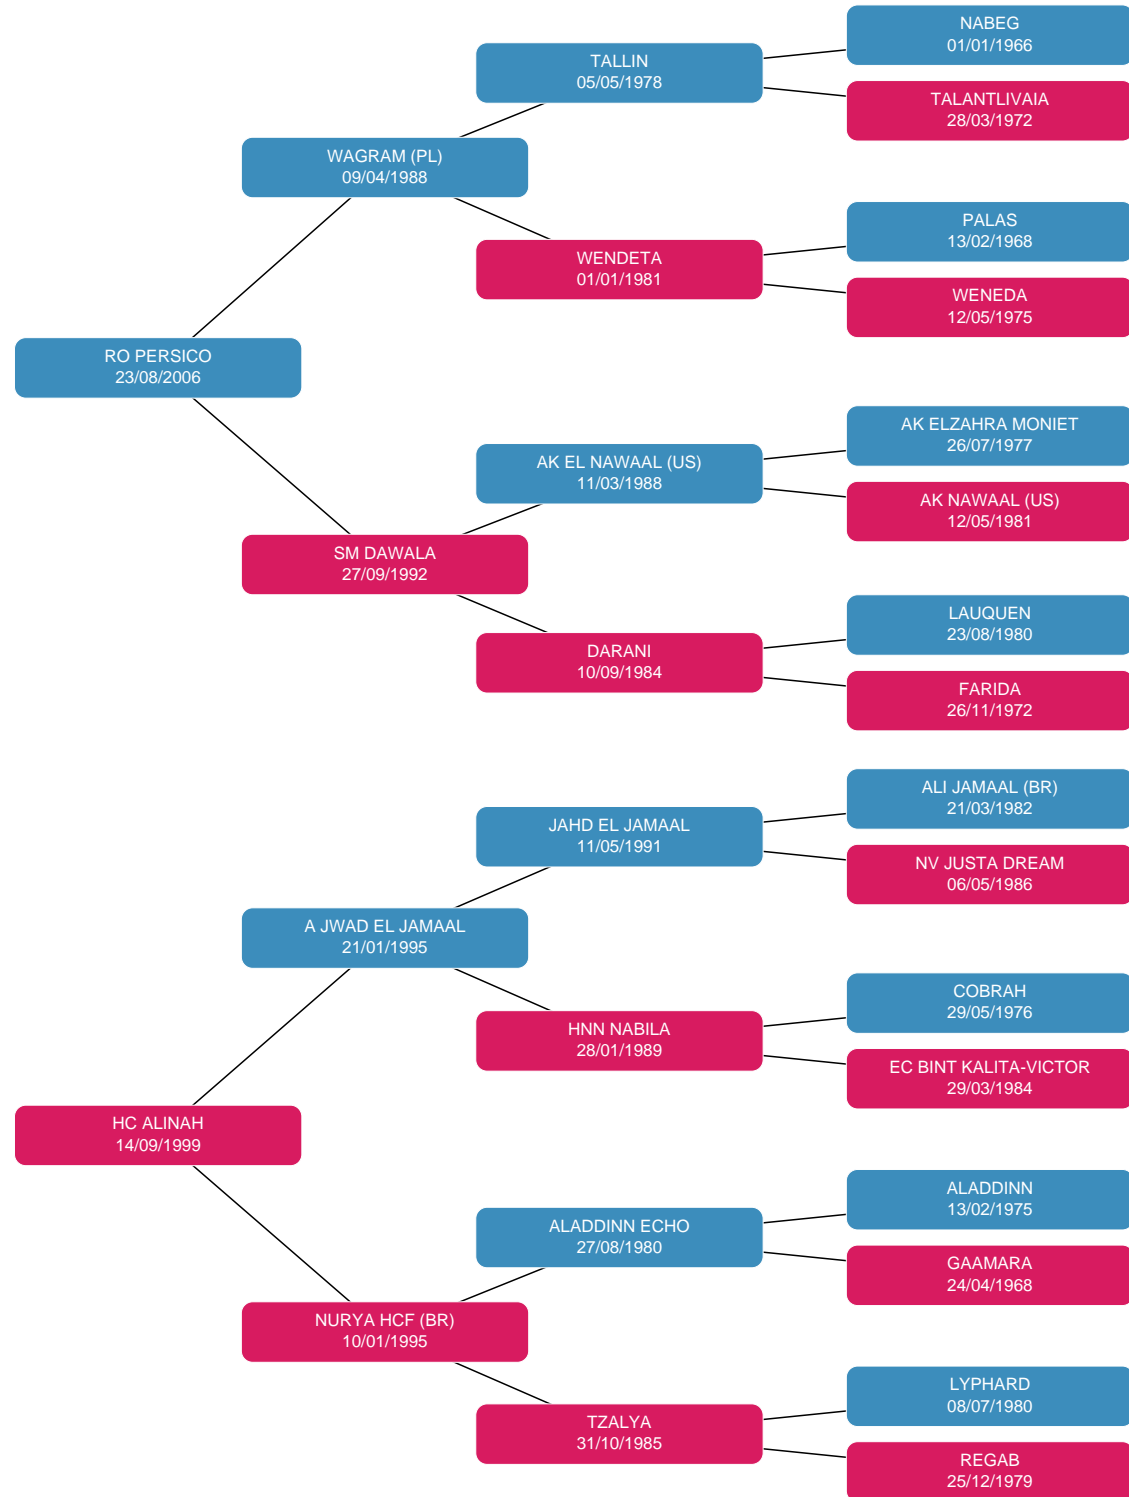 NABEG
01/01/1966
TALLIN
05/05/1978
TALANTLIVAIA
28/03/1972
WAGRAM (PL)
09/04/1988
PALAS
13/02/1968
WENDETA
01/01/1981
WENEDA
12/05/1975
RO PERSICO
23/08/2006
AK ELZAHRA MONIET
26/07/1977
AK EL NAWAAL (US)
11/03/1988
AK NAWAAL (US)
12/05/1981
SM DAWALA
27/09/1992
LAUQUEN
23/08/1980
DARANI
10/09/1984
FARIDA
26/11/1972
ALI JAMAAL (BR)
21/03/1982
JAHD EL JAMAAL
11/05/1991
NV JUSTA DREAM
06/05/1986
A JWAD EL JAMAAL
21/01/1995
COBRAH
29/05/1976
HNN NABILA
28/01/1989
EC BINT KALITA-VICTOR
29/03/1984
HC ALINAH
14/09/1999
ALADDINN
13/02/1975
ALADDINN ECHO
27/08/1980
GAAMARA
24/04/1968
NURYA HCF (BR)
10/01/1995
LYPHARD
08/07/1980
TZALYA
31/10/1985
REGAB
25/12/1979